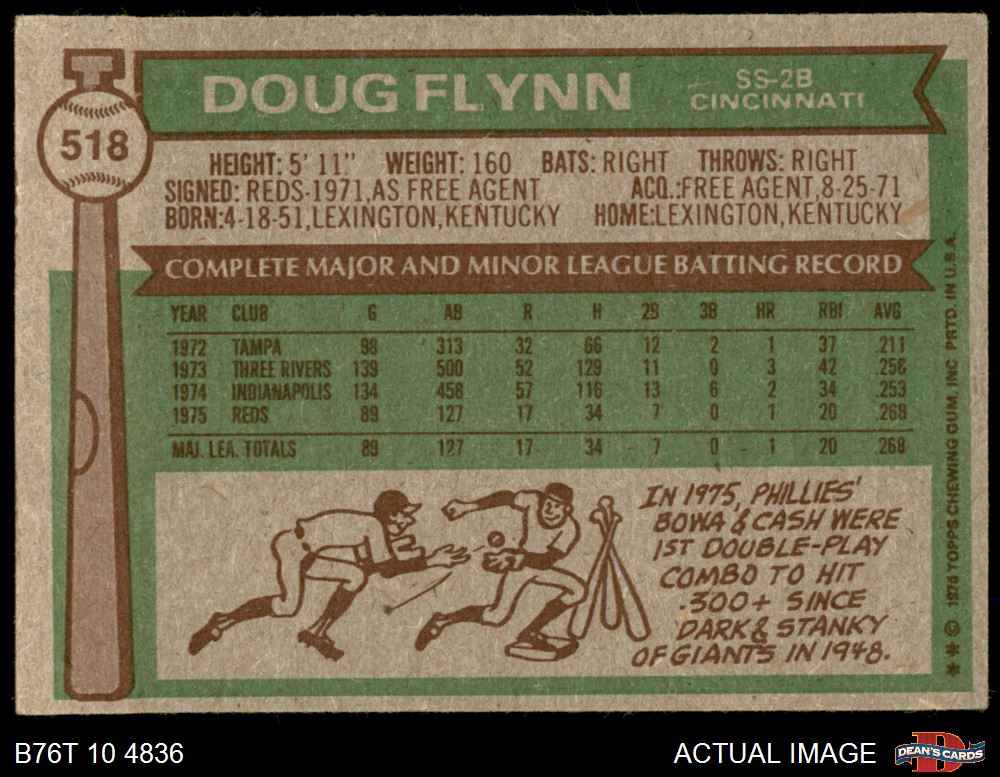 518
DOUG FLYNN
SS-2B
CINCINNATI
HEIGHT: 5' 11" WEIGHT: 160 BATS: RIGHT THROWS: RIGHT
SIGNED: REDS-1971, AS FREE AGENT ACQ.: FREE AGENT, 8-25-71
BORN: 4-18-51, LEXINGTON, KENTUCKY HOME: LEXINGTON, KENTUCKY
COMPLETE MAJOR AND MINOR LEAGUE BATTING RECORD
YEAR CLUB G AB R H 2B 3B HR RBI AVG
1972 TAMPA 98 313 32 66 12 2 1 37 .211
1973 THREE RIVERS 139 500 52 129 11 0 3 42 .258
1974 INDIANAPOLIS 134 458 57 116 13 6 2 34 .253
1975 REDS 89 127 17 34 7 0 1 20 .268
MAJ. LEA. TOTALS 89 127 17 34 7 0 1 20 .268
IN 1975, PHILLIES'
BOWA & CASH WERE
1ST DOUBLE-PLAY
COMBO TO HIT
.300+ SINCE
DARK & STANKY
OF GIANTS IN 1948.
** © 1976 TOPPS CHEWING GUM, INC PRTD. IN U.S.A.
B76T 10 4836
ACTUAL IMAGE
D
DEAN'S CARDS